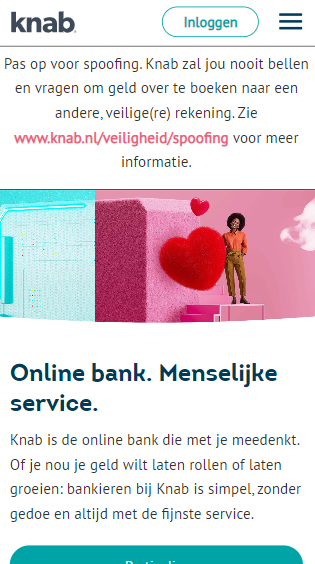 knab.
Inloggen
Pas op voor spoofing. Knab zal jou nooit bellen
en vragen om geld over te boeken naar een
andere, veilige(re) rekening. Zie
www.knab.nl/veiligheid/spoofing voor meer
informatie.
Online bank. Menselijke
service.
Knab is de online bank die met je meedenkt.
Of je nou je geld wilt laten rollen of laten
groeien: bankieren bij Knab is simpel, zonder
gedoe en altijd met de fijnste service.